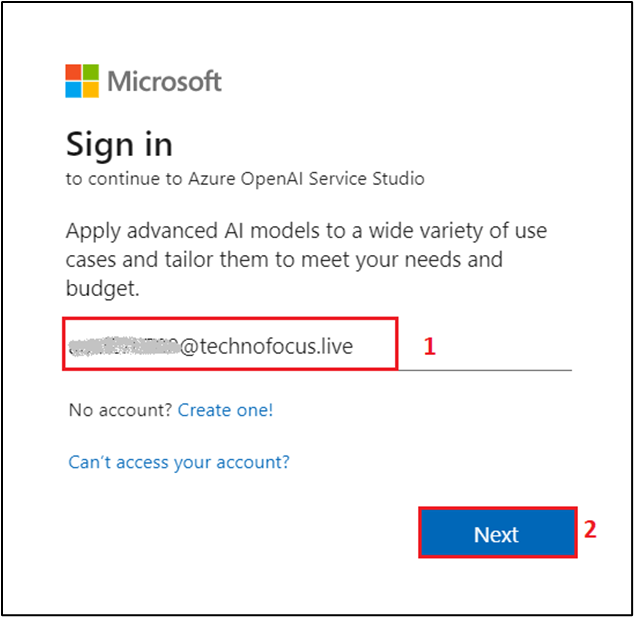 Microsoft
Sign in
to continue to Azure OpenAI Service Studio
Apply advanced AI models to a wide variety of use
cases and tailor them to meet your needs and
budget.
@technofocus.live 1
No account? Create one!
Can't access your account?
Next 2